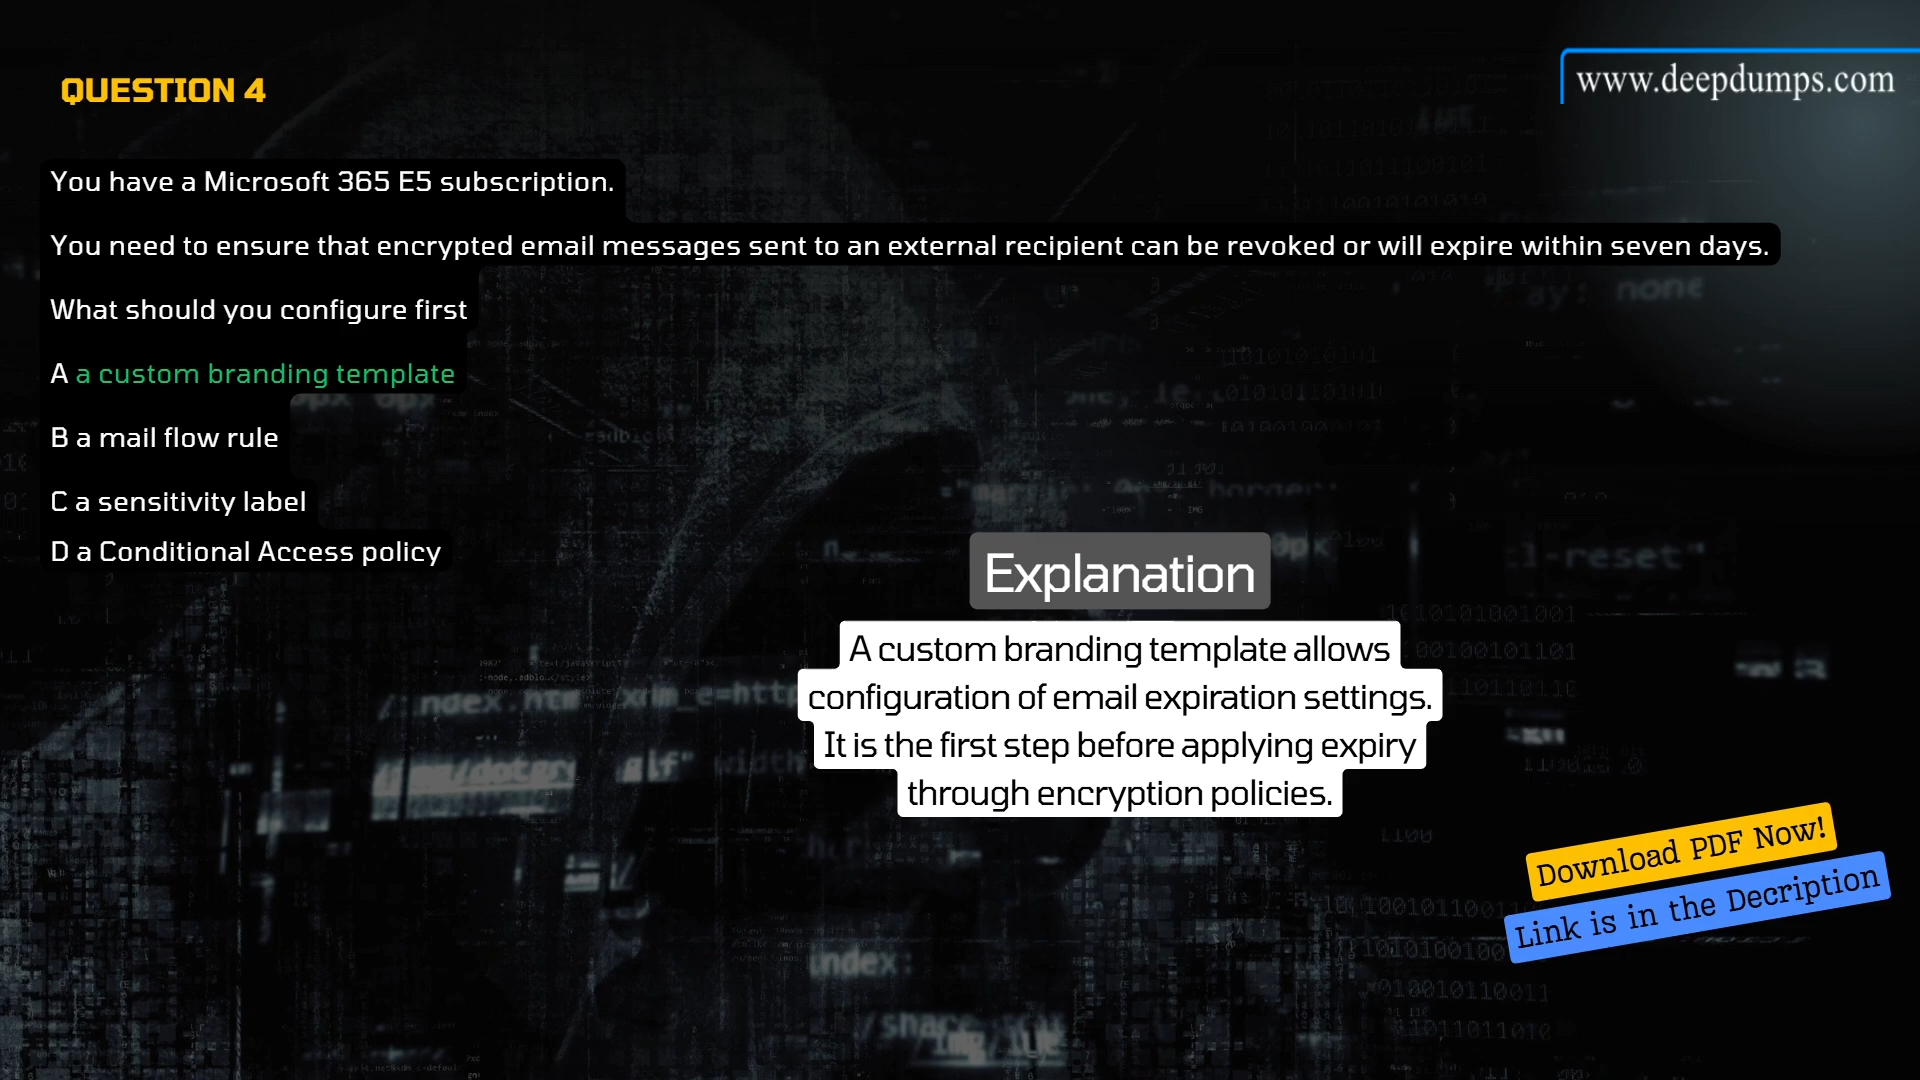 QUESTION 4
www.deepdumps.com
You have a Microsoft 365 E5 subscription.
You need to ensure that encrypted email messages sent to an external recipient can be revoked or will expire within seven days.
What should you configure first
A a custom branding template
B a mail flow rule
C a sensitivity label
D a Conditional Access policy
Explanation
A custom branding template allows
configuration of email expiration settings.
It is the first step before applying expiry
through encryption policies.
Download PDF Now!
Link is in the Decription